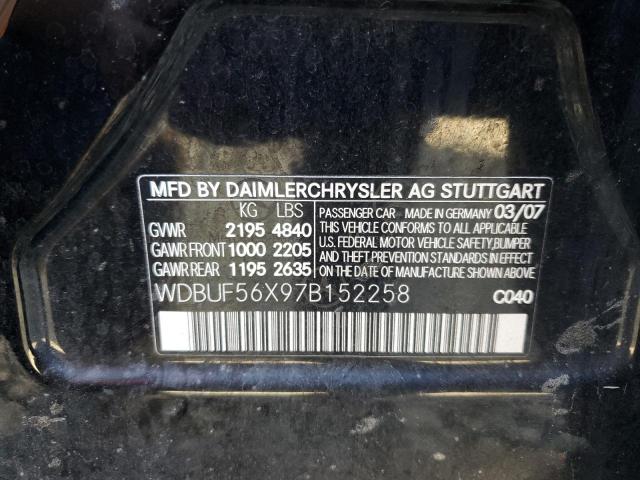 MFD BY DAIMLERCHRYSLER AG STUTTGART
KG LBS
GVWR 2195 4840
GAWR FRONT 1000 2205
GAWR REAR 1195 2635
PASSENGER CAR MADE IN GERMANY 03/07
THIS VEHICLE CONFORMS TO ALL APPLICABLE
U.S. FEDERAL MOTOR VEHICLE SAFETY, BUMPER
AND THEFT PREVENTION STANDARDS IN EFFECT
ON THE DATE OF MANUFACTURE SHOWN ABOVE.
WDBUF56X97B152258 C040